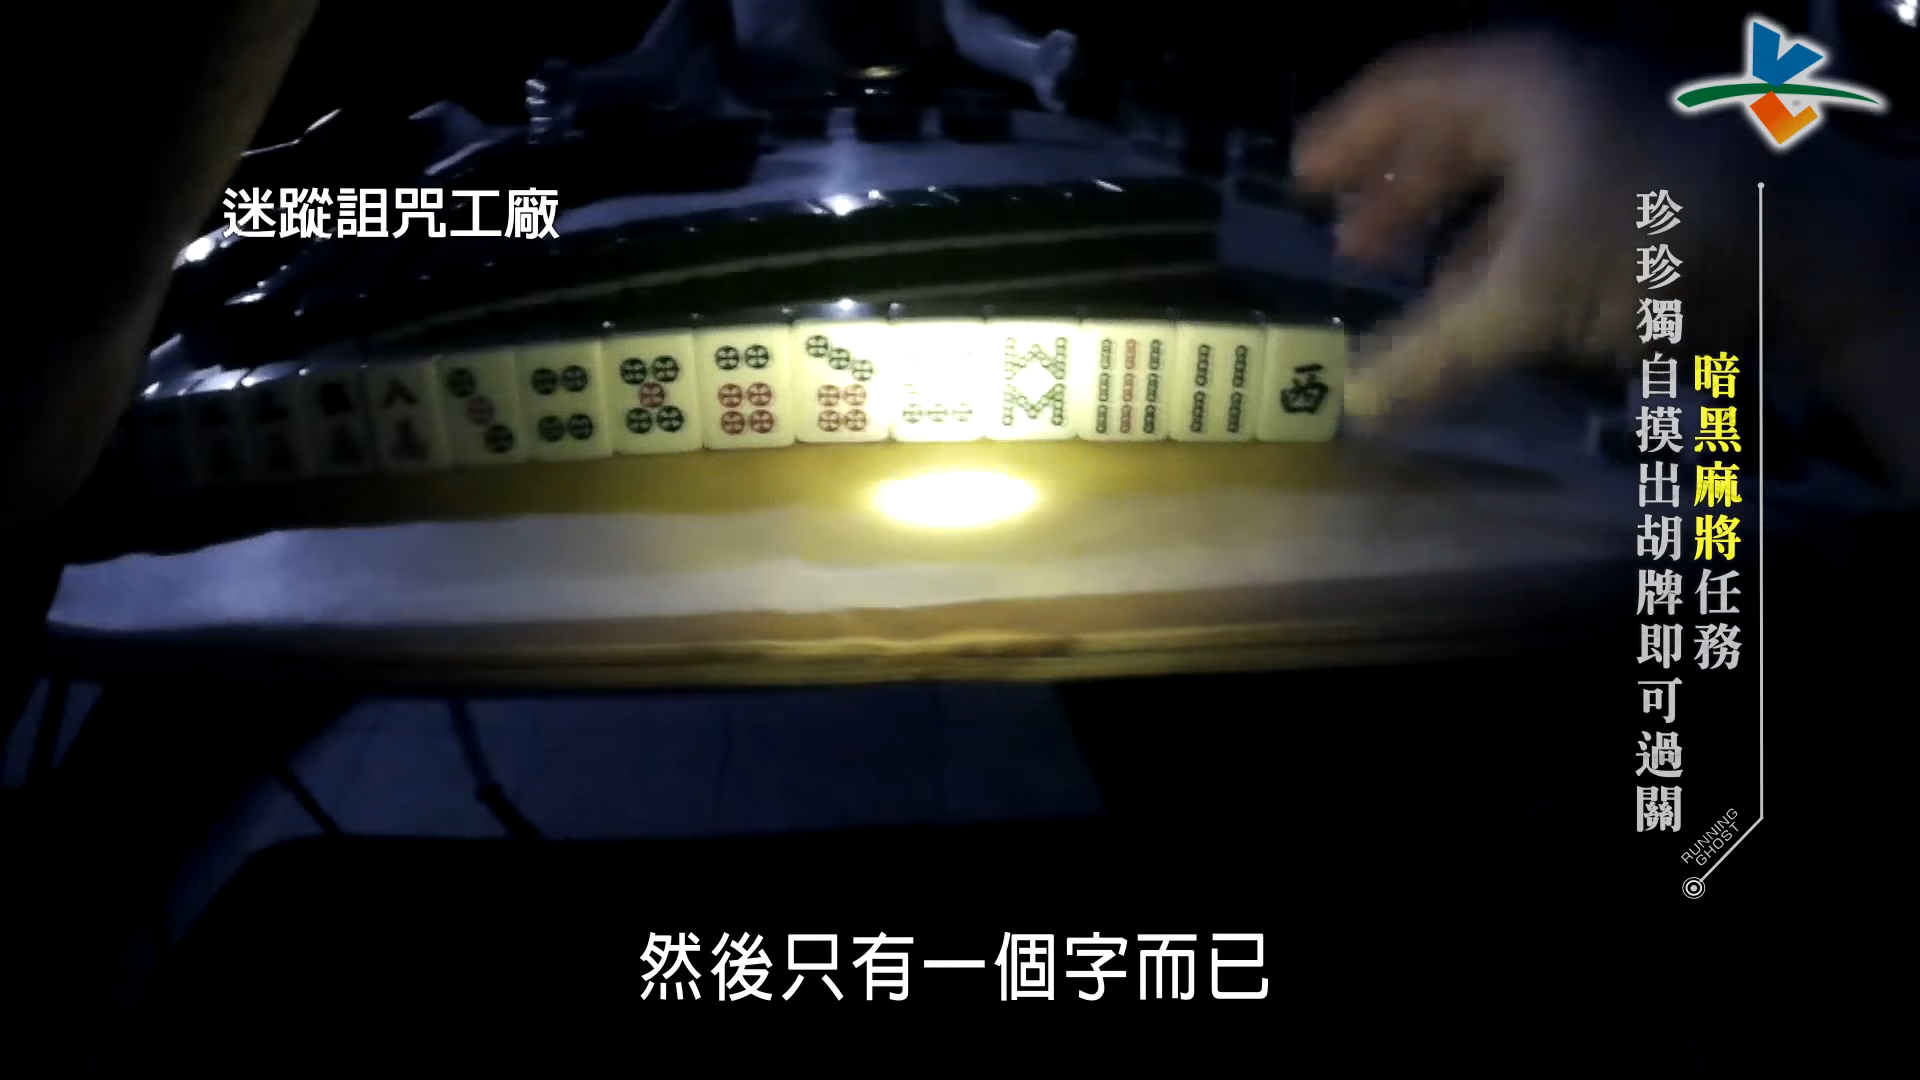 迷蹤詛咒工廠
暗黑麻將任務
珍珍獨自摸出胡牌即可過關
RUNNING
GHOST
八
西
然後只有一個字而已